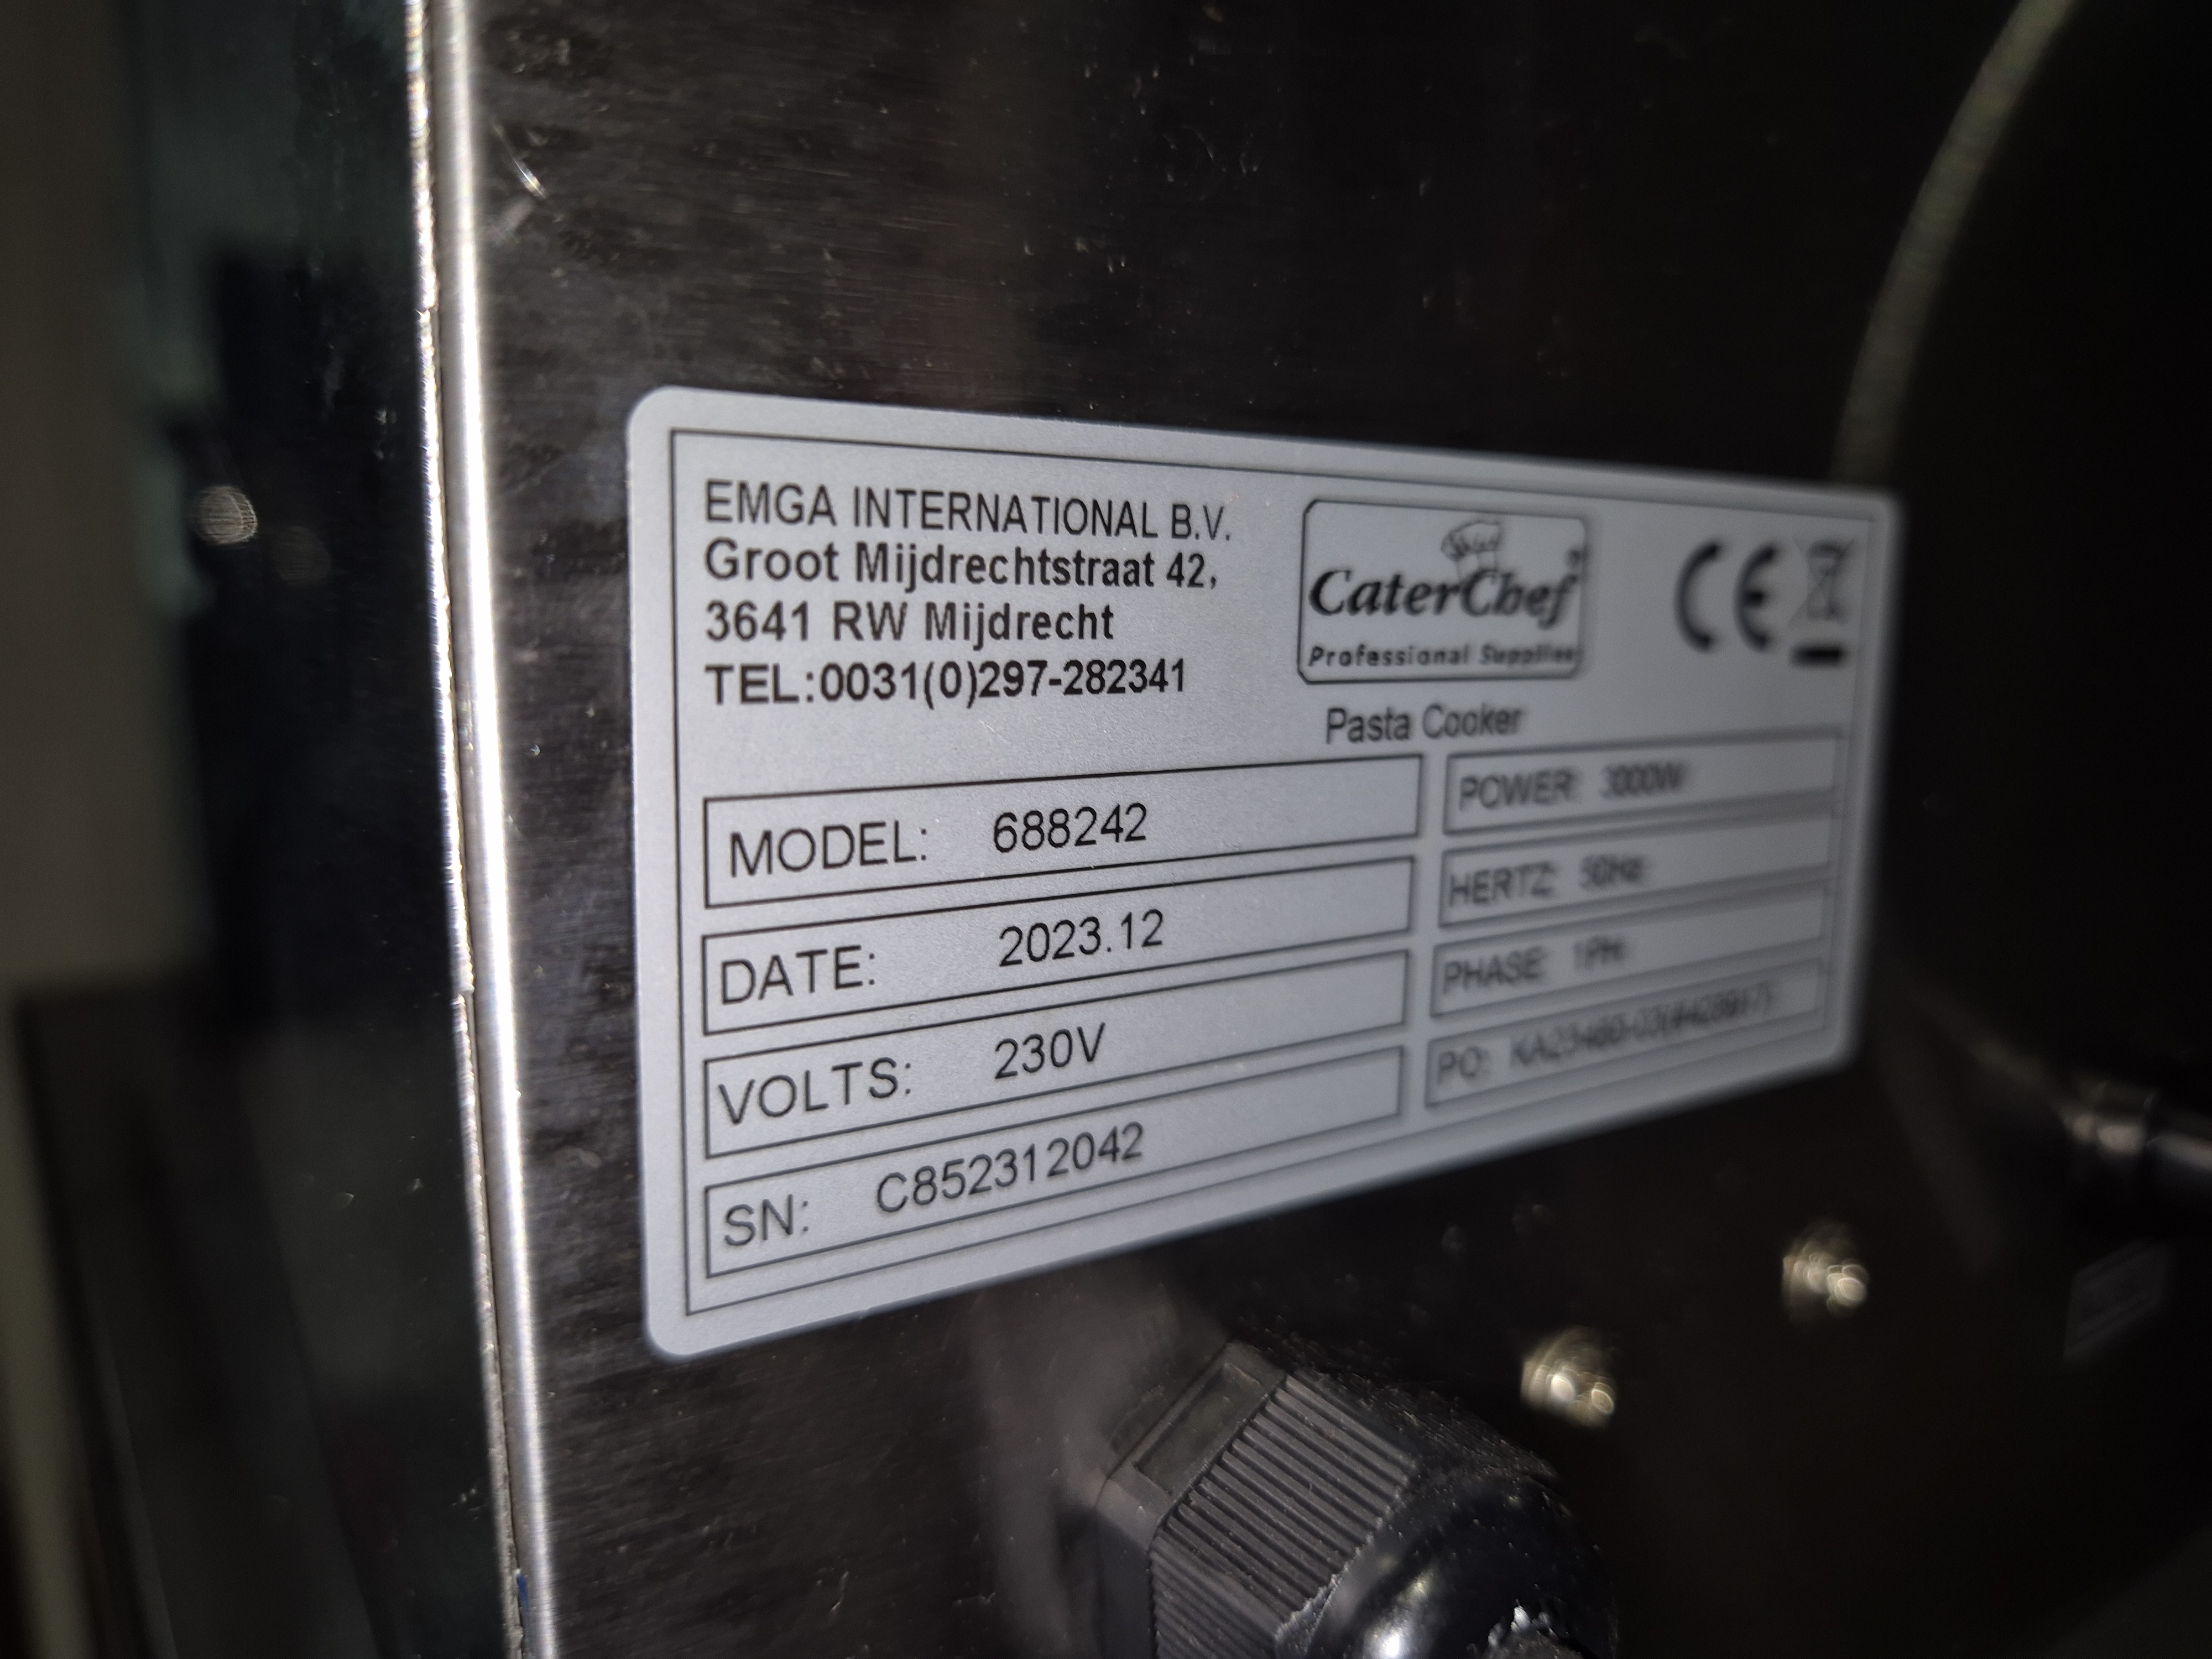 EMGA INTERNATIONAL B.V.
Groot Mijdrechtstraat 42,
3641 RW Mijdrecht
TEL:0031(0)297-282341
CaterChef
Professional Supplies
CE
Pasta Cooker
MODEL: 688242
DATE: 2023.12
VOLTS: 230V
SN: C852312042
POWER: 3000W
HERTZ: 50Hz
PHASE: 1PH
PO: